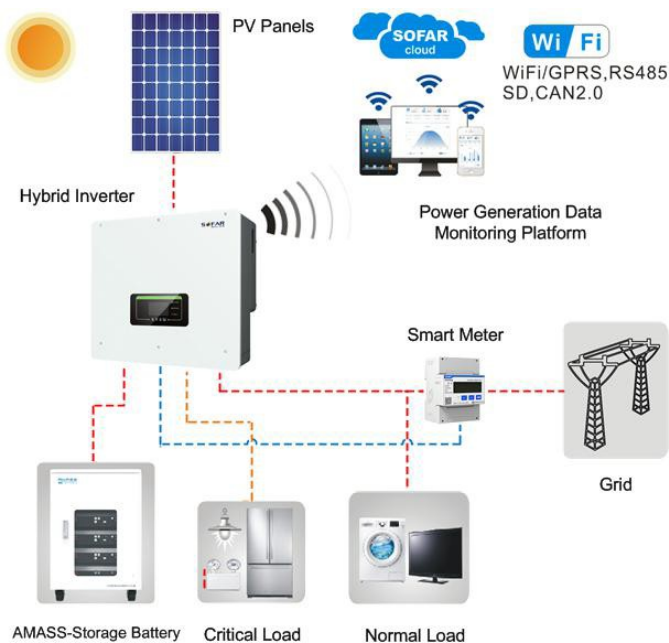 PV Panels
SOFAR
cloud
Wi Fi
WiFi/GPRS,RS485
SD,CAN2.0
Hybrid Inverter
SOFAR
Power Generation Data
Monitoring Platform
Smart Meter
Grid
AMASS-Storage Battery
Critical Load
Normal Load